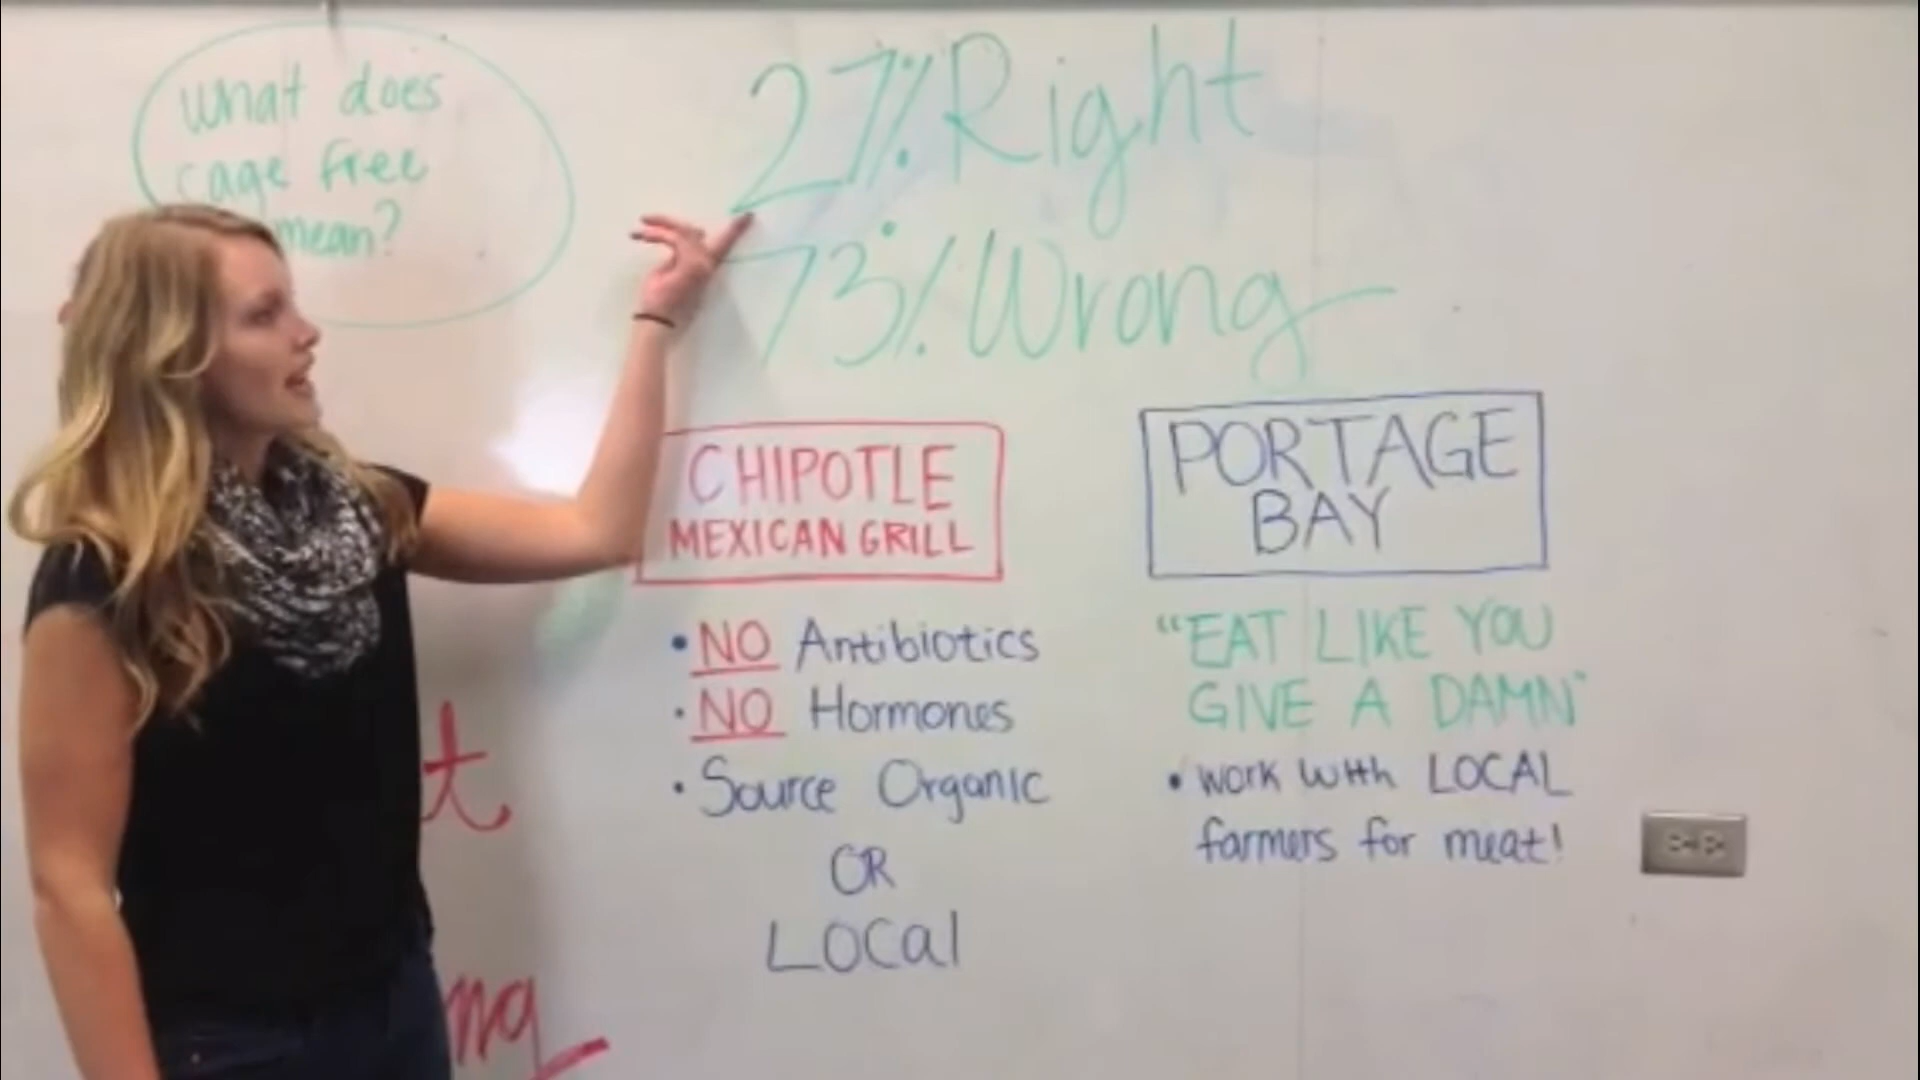 What does
cage free
mean?
27% Right
73% Wrong
CHIPOTLE
MEXICAN GRILL
• NO Antibiotics
• NO Hormones
• Source Organic
OR
LOCal
PORTAGE
BAY
"EAT LIKE YOU
GIVE A DAMN"
• work with LOCAL
farmers for meat!